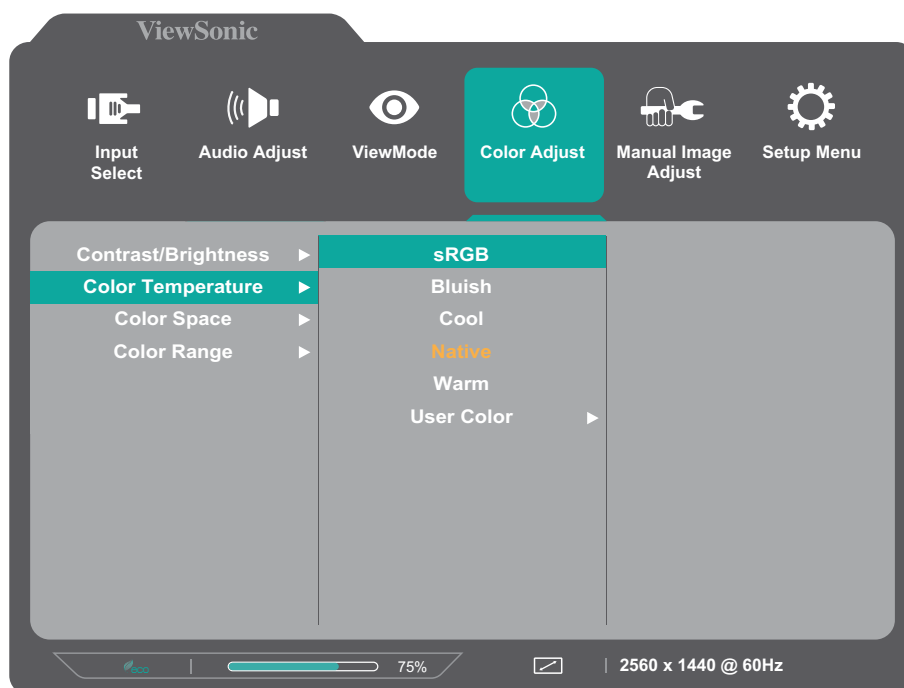 ViewSonic
Input
Select
Audio Adjust
ViewMode
Color Adjust
Manual Image
Adjust
Setup Menu
Contrast/Brightness
Color Temperature
Color Space
Color Range
sRGB
Bluish
Cool
Native
Warm
User Color
eco
75%
2560 x 1440 @ 60Hz